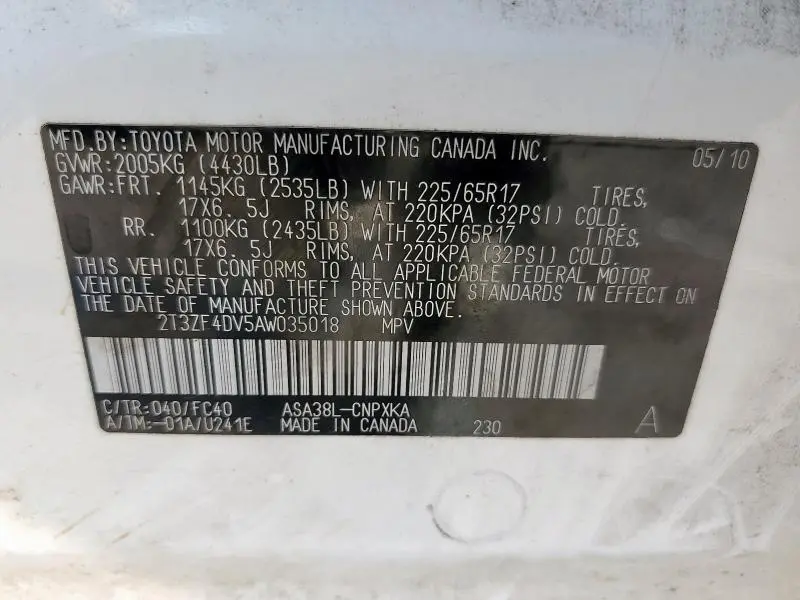 MFD.BY:TOYOTA MOTOR MANUFACTURING CANADA INC. 05/10
GVWR:2005KG (4430LB)
GAWR:FRT. 1145KG (2535LB) WITH 225/65R17 TIRES,
17X6. 5J RIMS, AT 220KPA (32PSI) COLD.
RR. 1100KG (2435LB) WITH 225/65R17 TIRES,
17X6. 5J RIMS, AT 220KPA (32PSI) COLD.
THIS VEHICLE CONFORMS TO ALL APPLICABLE FEDERAL MOTOR
VEHICLE SAFETY AND THEFT PREVENTION STANDARDS IN EFFECT ON
THE DATE OF MANUFACTURE SHOWN ABOVE.
2T3ZF4DV5AW035018 MPV
C/TR:040/FC40 ASA38L-CNPXKA
A/TM:-01A/U241E MADE IN CANADA 230 A